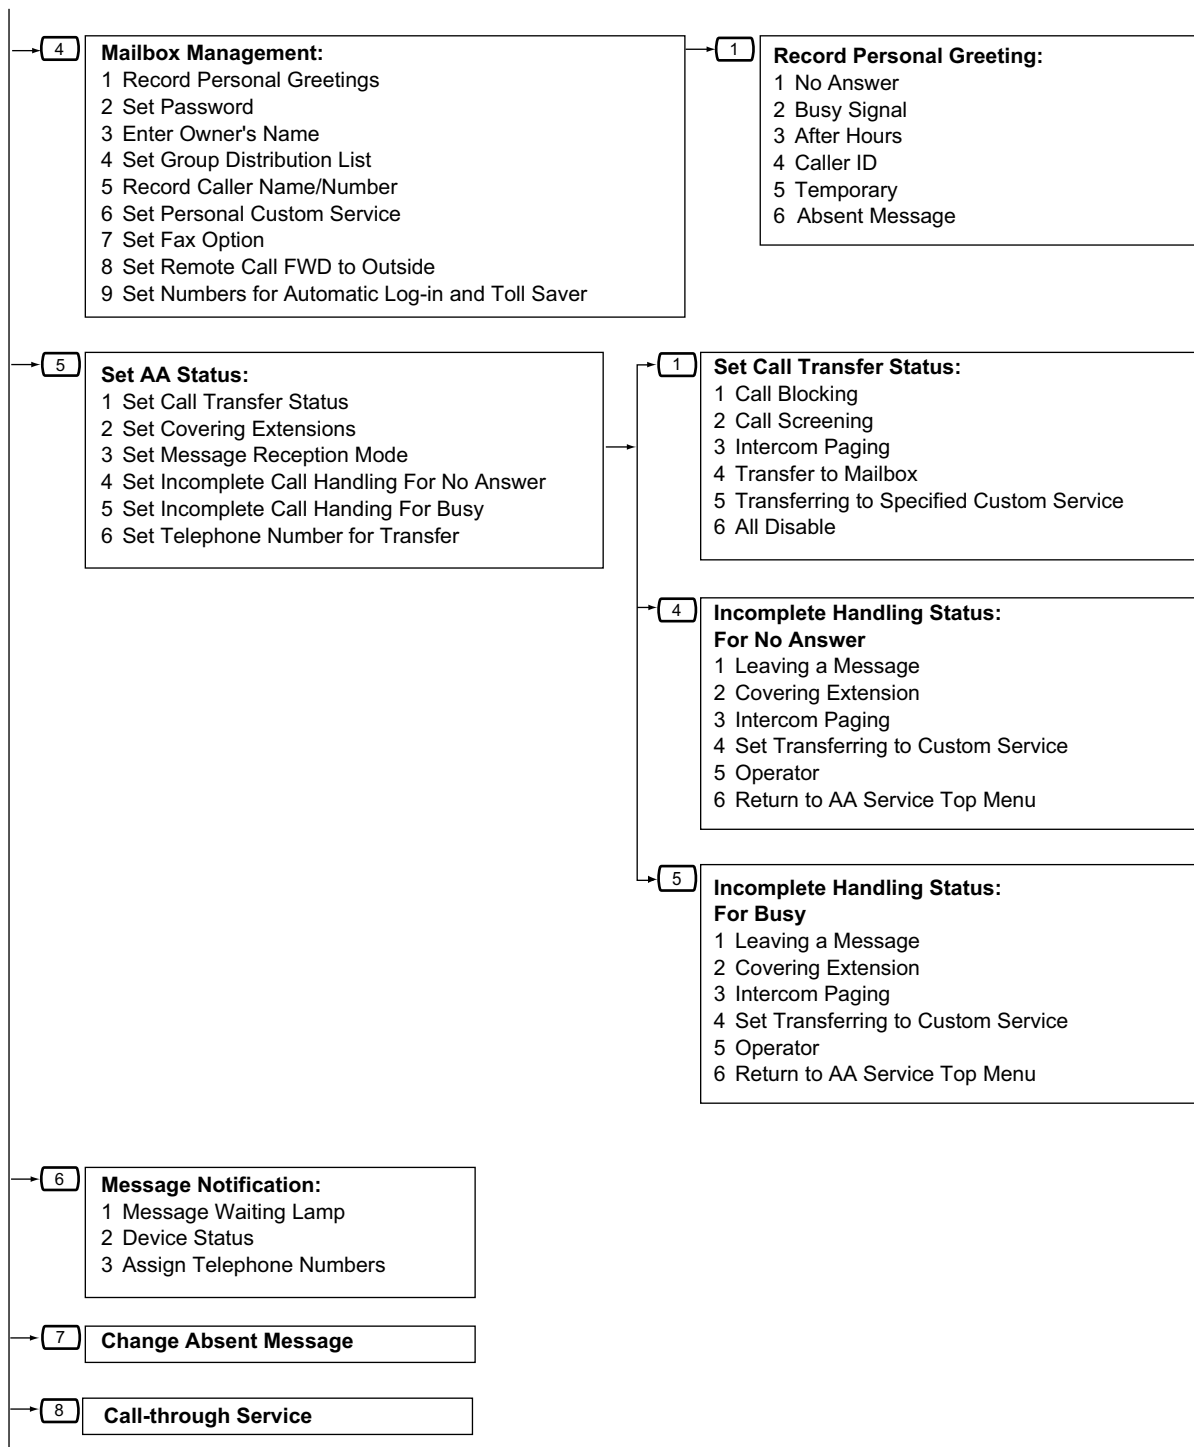 4
Mailbox Management:
1 Record Personal Greetings
2 Set Password
3 Enter Owner's Name
4 Set Group Distribution List
5 Record Caller Name/Number
6 Set Personal Custom Service
7 Set Fax Option
8 Set Remote Call FWD to Outside
9 Set Numbers for Automatic Log-in and Toll Saver
1
Record Personal Greeting:
1 No Answer
2 Busy Signal
3 After Hours
4 Caller ID
5 Temporary
6 Absent Message
5
Set AA Status:
1 Set Call Transfer Status
2 Set Covering Extensions
3 Set Message Reception Mode
4 Set Incomplete Call Handling For No Answer
5 Set Incomplete Call Handing For Busy
6 Set Telephone Number for Transfer
1
Set Call Transfer Status:
1 Call Blocking
2 Call Screening
3 Intercom Paging
4 Transfer to Mailbox
5 Transferring to Specified Custom Service
6 All Disable
4
Incomplete Handling Status:
For No Answer
1 Leaving a Message
2 Covering Extension
3 Intercom Paging
4 Set Transferring to Custom Service
5 Operator
6 Return to AA Service Top Menu
5
Incomplete Handling Status:
For Busy
1 Leaving a Message
2 Covering Extension
3 Intercom Paging
4 Set Transferring to Custom Service
5 Operator
6 Return to AA Service Top Menu
6
Message Notification:
1 Message Waiting Lamp
2 Device Status
3 Assign Telephone Numbers
7
Change Absent Message
8
Call-through Service